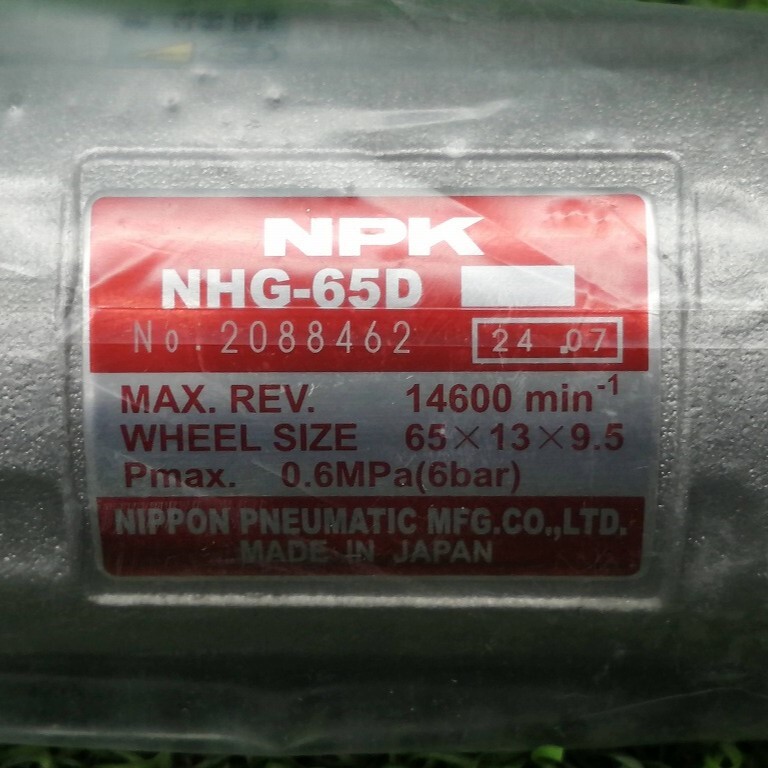 NPK
NHG-65D
No. 2088462 24.07
MAX. REV. 14600 min⁻¹
WHEEL SIZE 65×13×9.5
Pmax. 0.6MPa(6bar)
NIPPON PNEUMATIC MFG.CO.,LTD.
MADE IN JAPAN